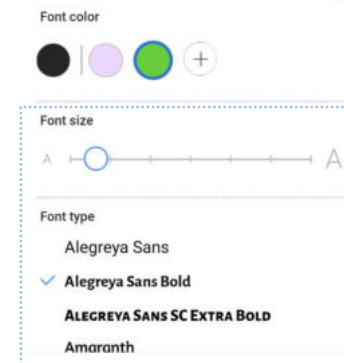 Font color
Font size
A A
Font type
Alegreya Sans
Alegreya Sans Bold
ALEGREYA SANS SC EXTRA BOLD
Amaranth